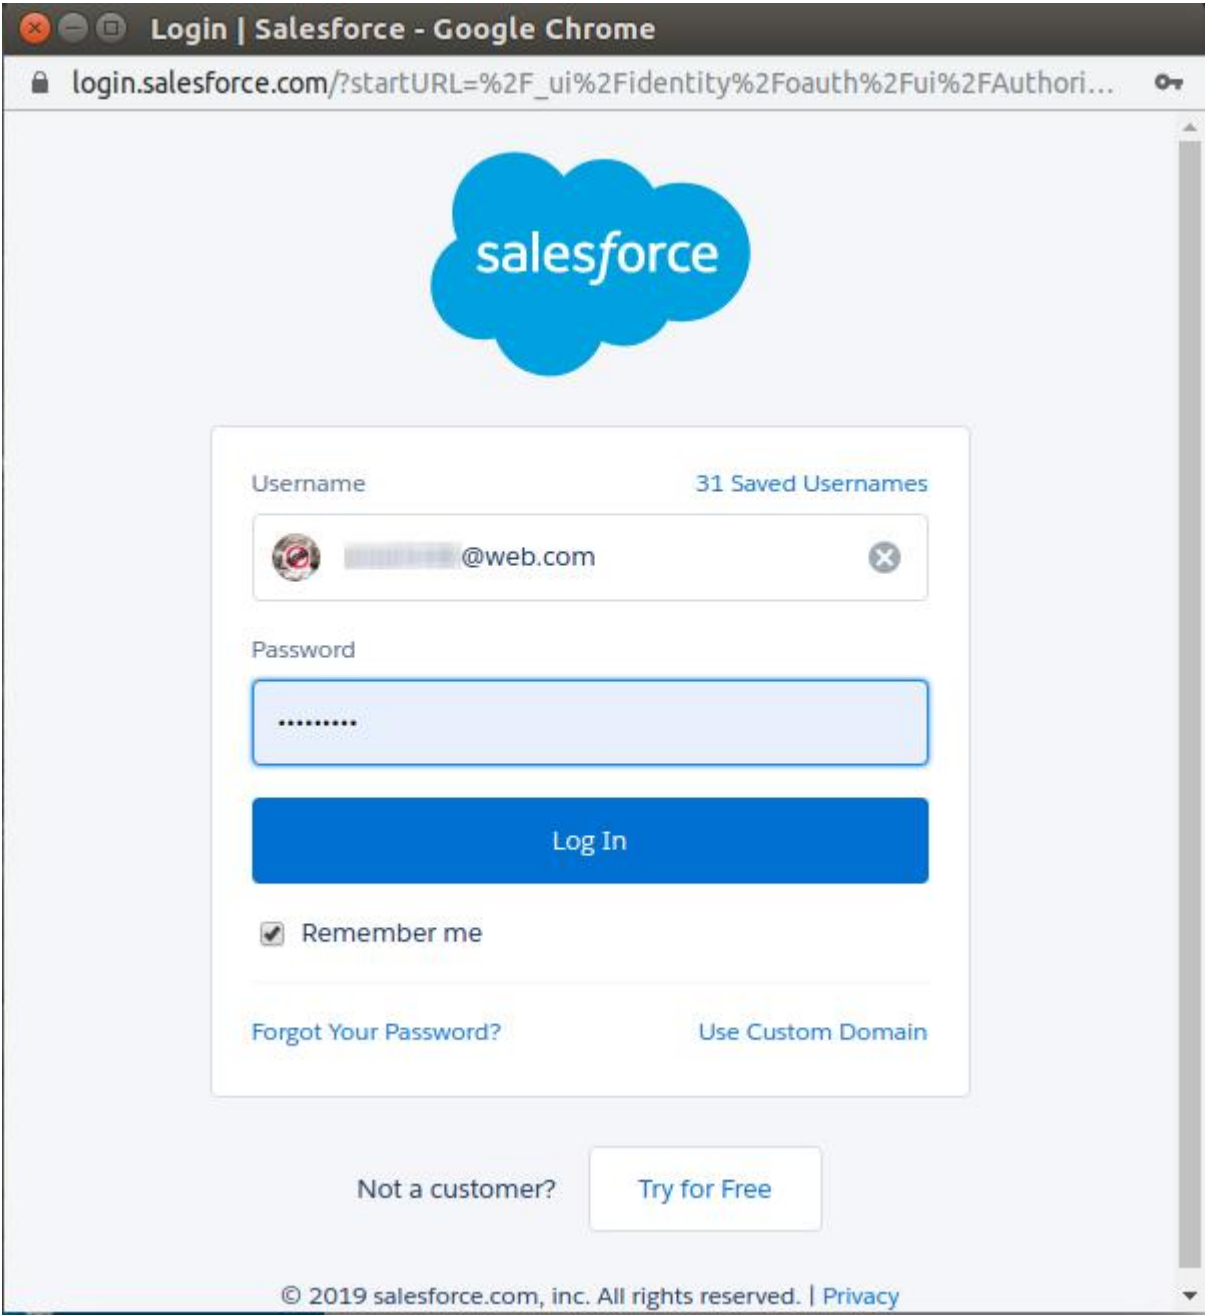 Login | Salesforce - Google Chrome
login.salesforce.com/?startURL=%2F_ui%2Fidentity%2Foauth%2Fui%2FAuthori...
salesforce
Username 31 Saved Usernames
@web.com
Password
•••••••••
Log In
Remember me
Forgot Your Password? Use Custom Domain
Not a customer? Try for Free
© 2019 salesforce.com, inc. All rights reserved. | Privacy